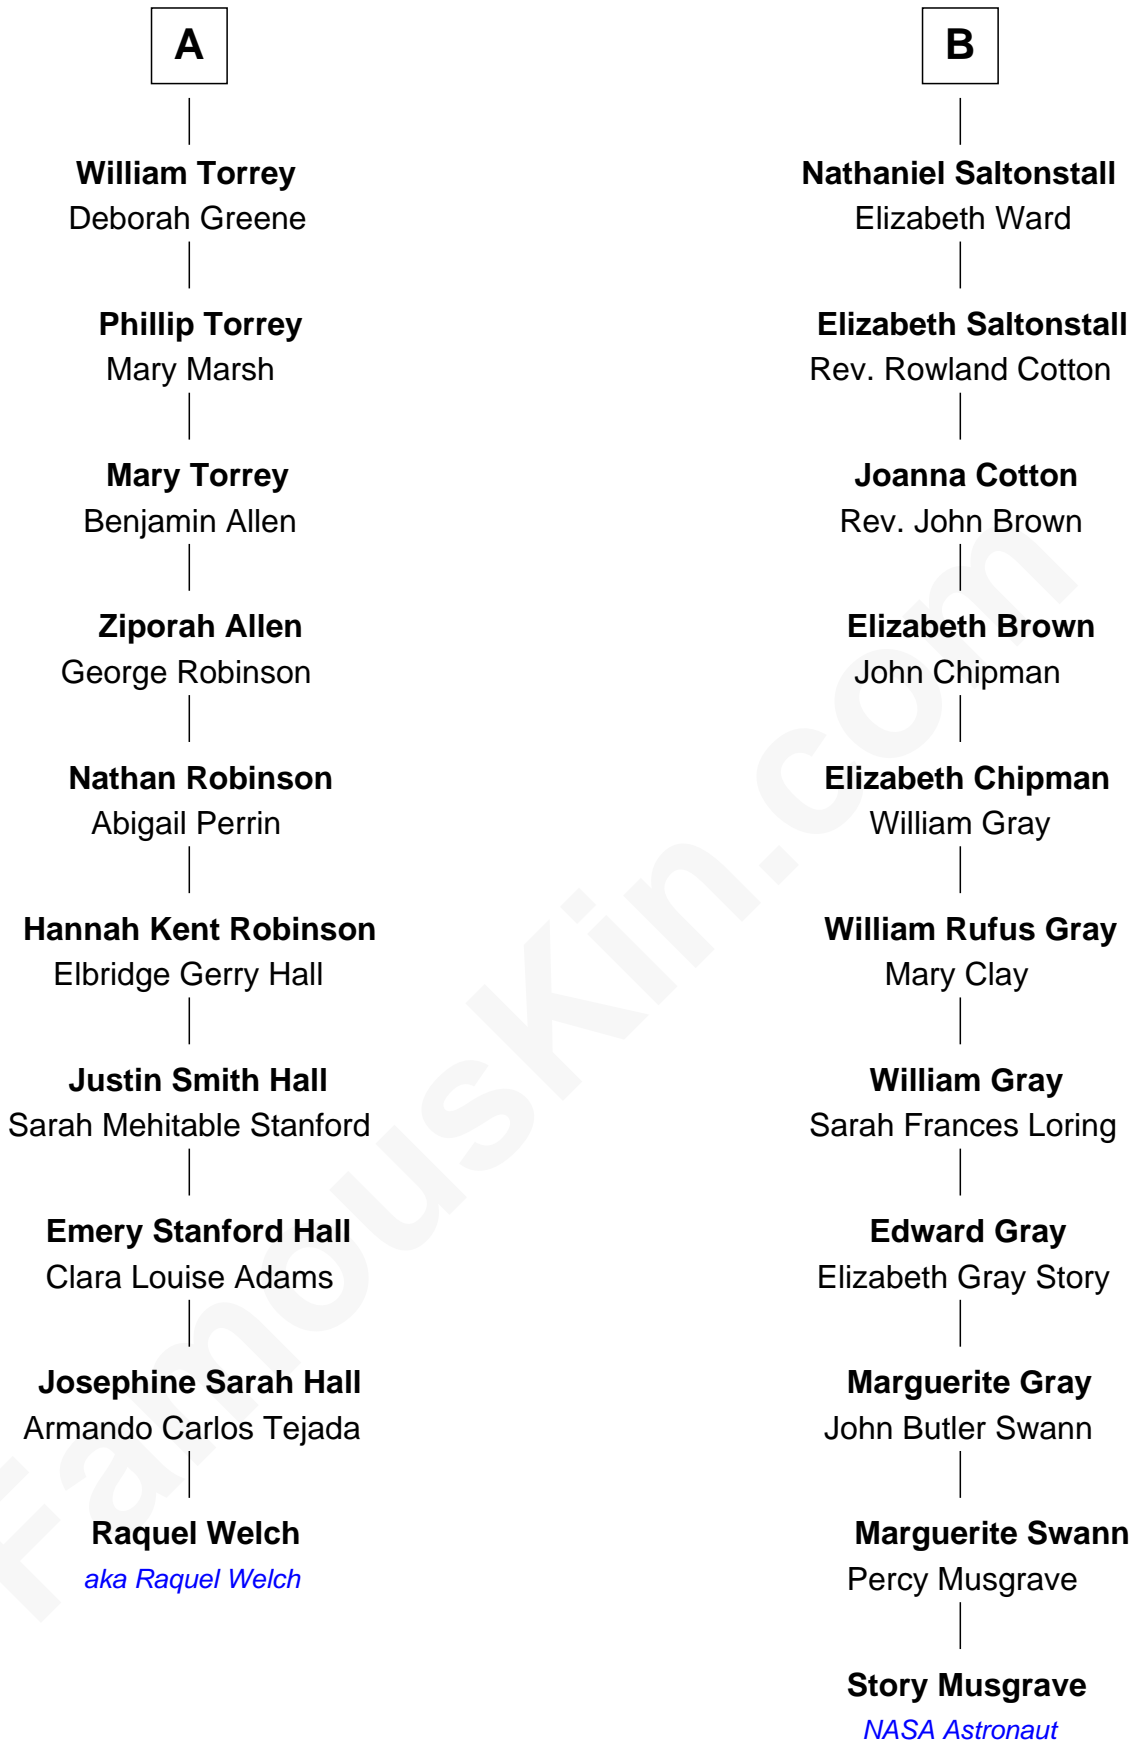 A
William Torrey
Deborah Greene
Phillip Torrey
Mary Marsh
Mary Torrey
Benjamin Allen
Ziporah Allen
George Robinson
Nathan Robinson
Abigail Perrin
Hannah Kent Robinson
Elbridge Gerry Hall
Justin Smith Hall
Sarah Mehitable Stanford
Emery Stanford Hall
Clara Louise Adams
Josephine Sarah Hall
Armando Carlos Tejada
Raquel Welch
aka Raquel Welch
B
Nathaniel Saltonstall
Elizabeth Ward
Elizabeth Saltonstall
Rev. Rowland Cotton
Joanna Cotton
Rev. John Brown
Elizabeth Brown
John Chipman
Elizabeth Chipman
William Gray
William Rufus Gray
Mary Clay
William Gray
Sarah Frances Loring
Edward Gray
Elizabeth Gray Story
Marguerite Gray
John Butler Swann
Marguerite Swann
Percy Musgrave
Story Musgrave
NASA Astronaut
FamousKin.com